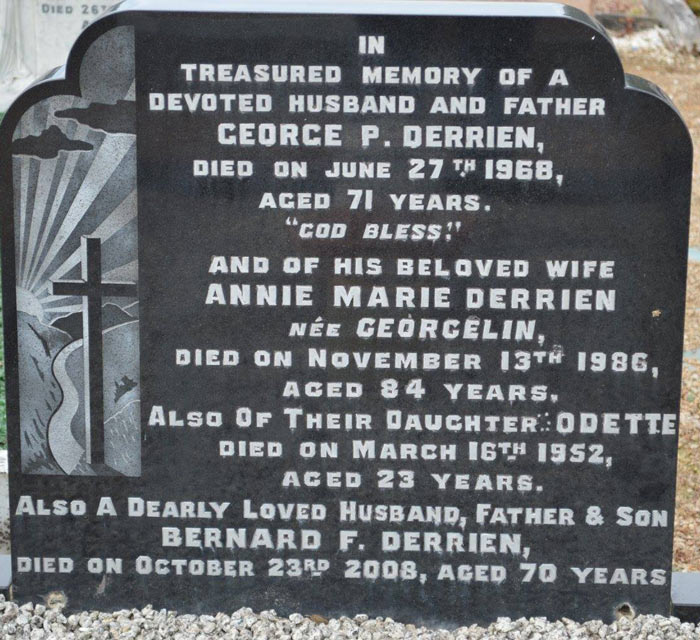 DIED 26TH
IN
TREASURED MEMORY OF A
DEVOTED HUSBAND AND FATHER
GEORGE P. DERRIEN,
DIED ON JUNE 27TH 1968,
AGED 71 YEARS.
"GOD BLESS."
AND OF HIS BELOVED WIFE
ANNIE MARIE DERRIEN
NÉE GEORGELIN,
DIED ON NOVEMBER 13TH 1986,
AGED 84 YEARS.
ALSO OF THEIR DAUGHTER ODETTE
DIED ON MARCH 16TH 1952,
AGED 23 YEARS.
ALSO A DEARLY LOVED HUSBAND, FATHER & SON
BERNARD F. DERRIEN,
DIED ON OCTOBER 23RD 2008, AGED 70 YEARS